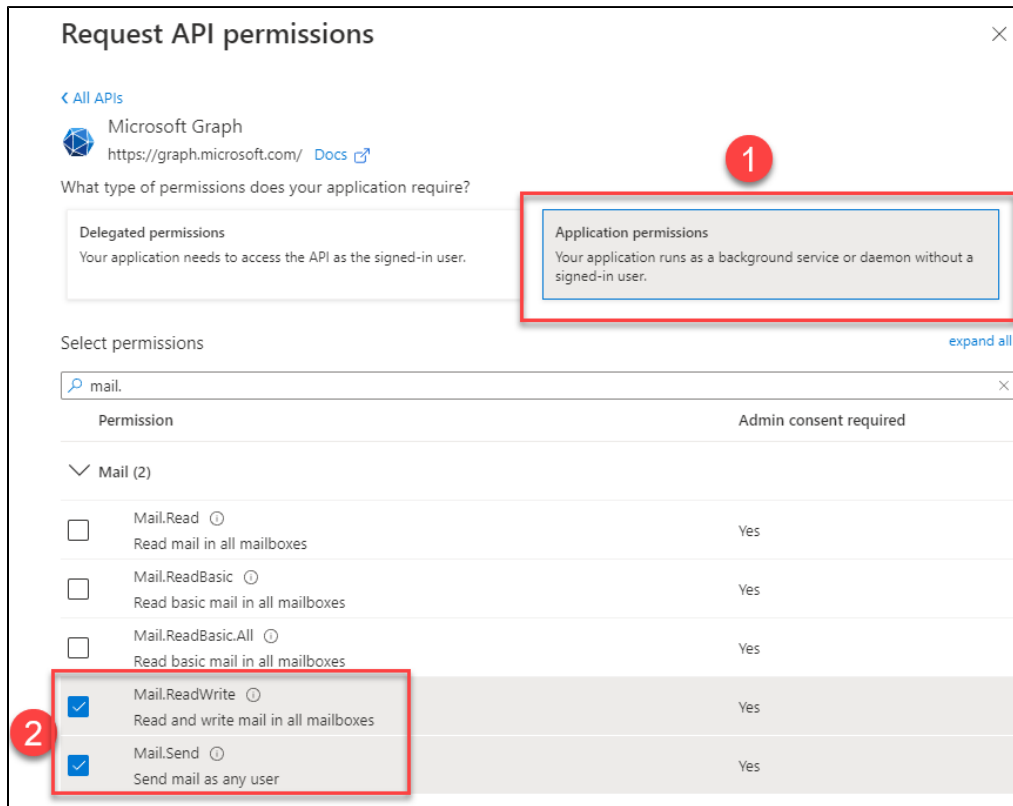 Request API permissions
All APIs
Microsoft Graph
https://graph.microsoft.com/ Docs
1
What type of permissions does your application require?
Delegated permissions
Your application needs to access the API as the signed-in user.
Application permissions
Your application runs as a background service or daemon without a
signed-in user.
Select permissions
expand all
mail.
Permission
Admin consent required
Mail (2)
Mail.Read
Read mail in all mailboxes
Yes
Mail.ReadBasic
Read basic mail in all mailboxes
Yes
Mail.ReadBasic.All
Read basic mail in all mailboxes
Yes
2
Mail.ReadWrite
Read and write mail in all mailboxes
Yes
Mail.Send
Send mail as any user
Yes